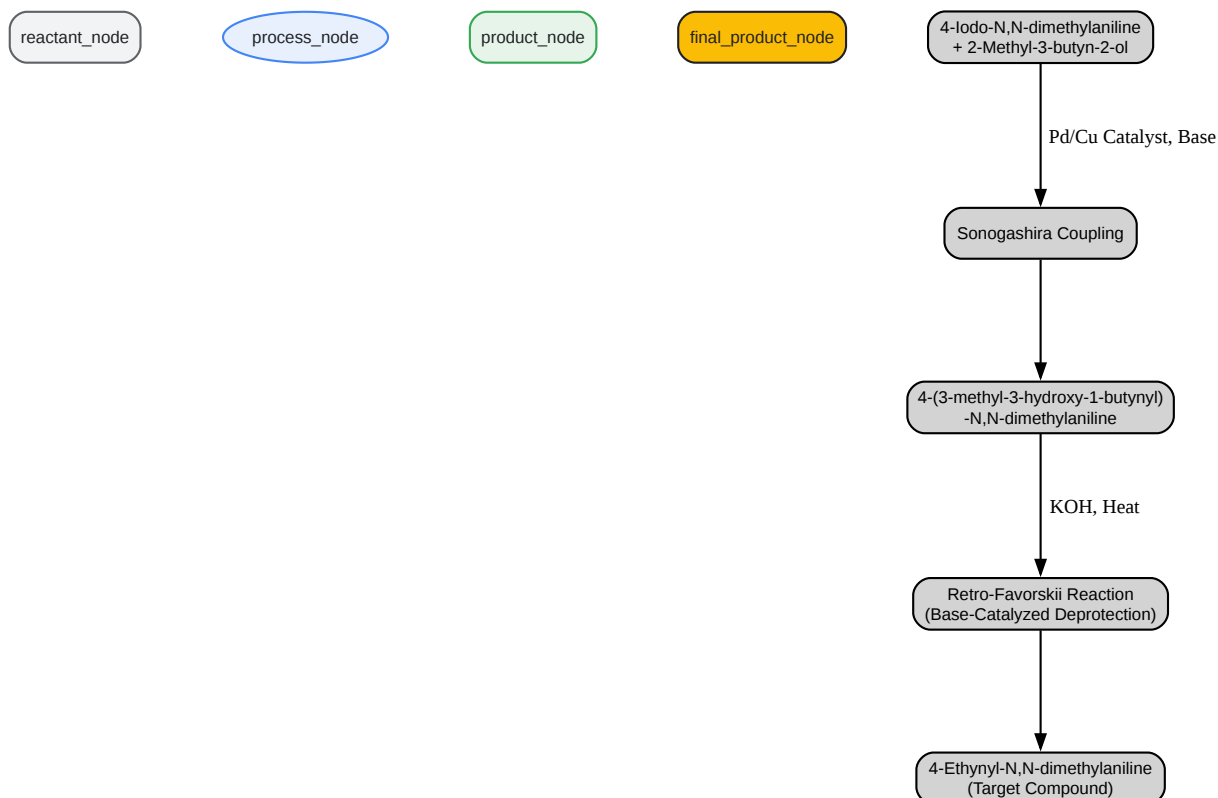 reactant_node
process_node
product_node
final_product_node
4-Iodo-N,N-dimethylaniline
+ 2-Methyl-3-butyn-2-ol
Pd/Cu Catalyst, Base
Sonogashira Coupling
4-(3-methyl-3-hydroxy-1-butynyl)
-N,N-dimethylaniline
KOH, Heat
Retro-Favorskii Reaction
(Base-Catalyzed Deprotection)
4-Ethynyl-N,N-dimethylaniline
(Target Compound)